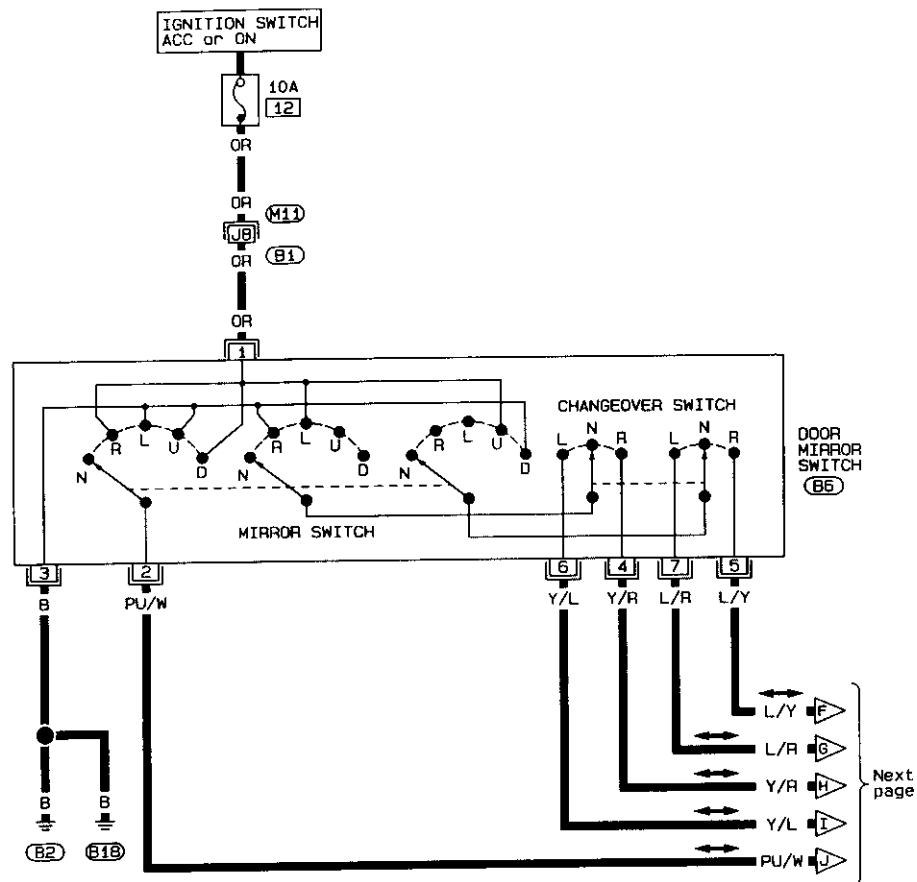 IGNITION SWITCH
ACC or ON
10A
12
OR
OR
M11
J8
B1
OR
OR
1
CHANGEOVER SWITCH
R L U D N
R L U D N
R L U D N
L N R
L N R
DOOR
MIRROR
SWITCH
B6
MIRROR SWITCH
3 2 6 4 7 5
B PU/W Y/L Y/R L/R L/Y
L/Y F
L/R G
Y/R H
Y/L I
PU/W J
Next
page
B B
B2 B18